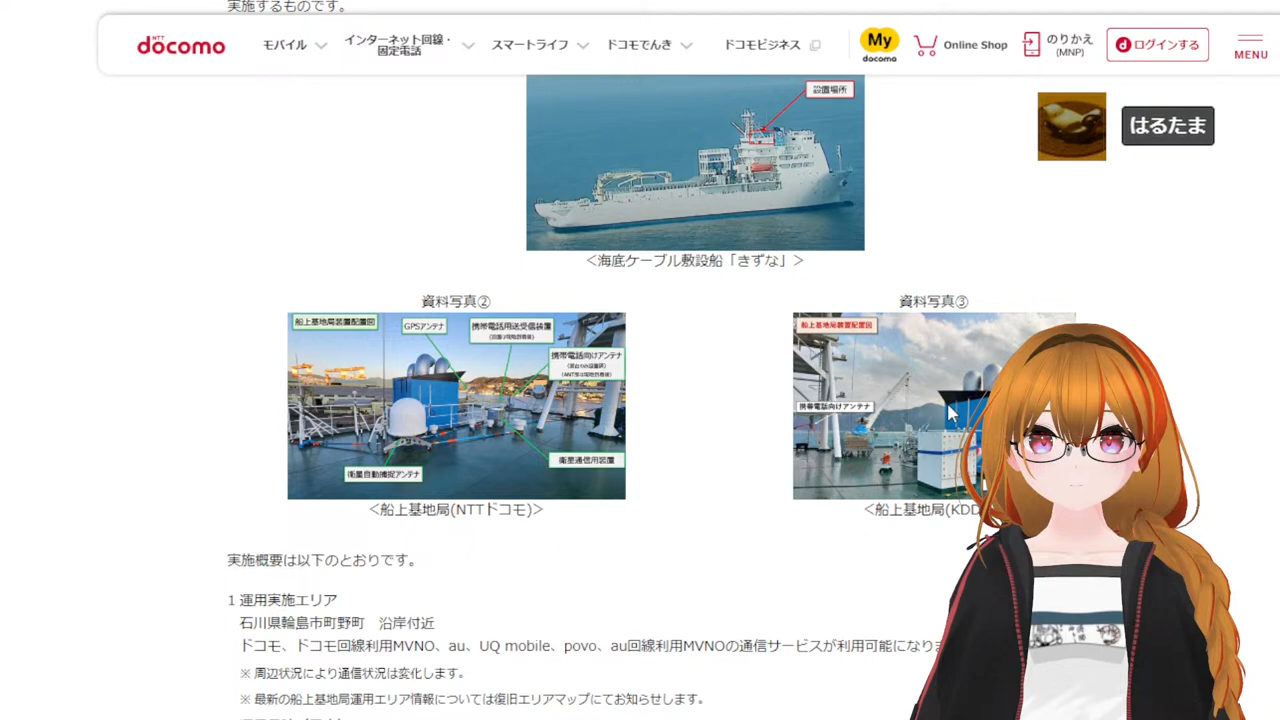 実施するものです。
NTT
docomo
モバイル
インターネット回線・
固定電話
スマートライフ
ドコモでんき
ドコモビジネス
My
docomo
Online Shop
のりかえ
(MNP)
d ログインする
MENU
設置場所
はるたま
＜海底ケーブル敷設船「きずな」＞
資料写真②
資料写真③
船上基地局装置配置図
GPSアンテナ
携帯電話用送受信装置
携帯電話向けアンテナ
衛星通信用装置
衛星自動捕捉アンテナ
船上基地局装置配置図
携帯電話向けアンテナ
＜船上基地局(NTTドコモ)＞
＜船上基地局(KDD
実施概要は以下のとおりです。
1 運用実施エリア
石川県輪島市町野町　沿岸付近
ドコモ、ドコモ回線利用MVNO、au、UQ mobile、povo、au回線利用MVNOの通信サービスが利用可能になりま
※ 周辺状況により通信状況は変化します。
※ 最新の船上基地局運用エリア情報については復旧エリアマップにてお知らせします。